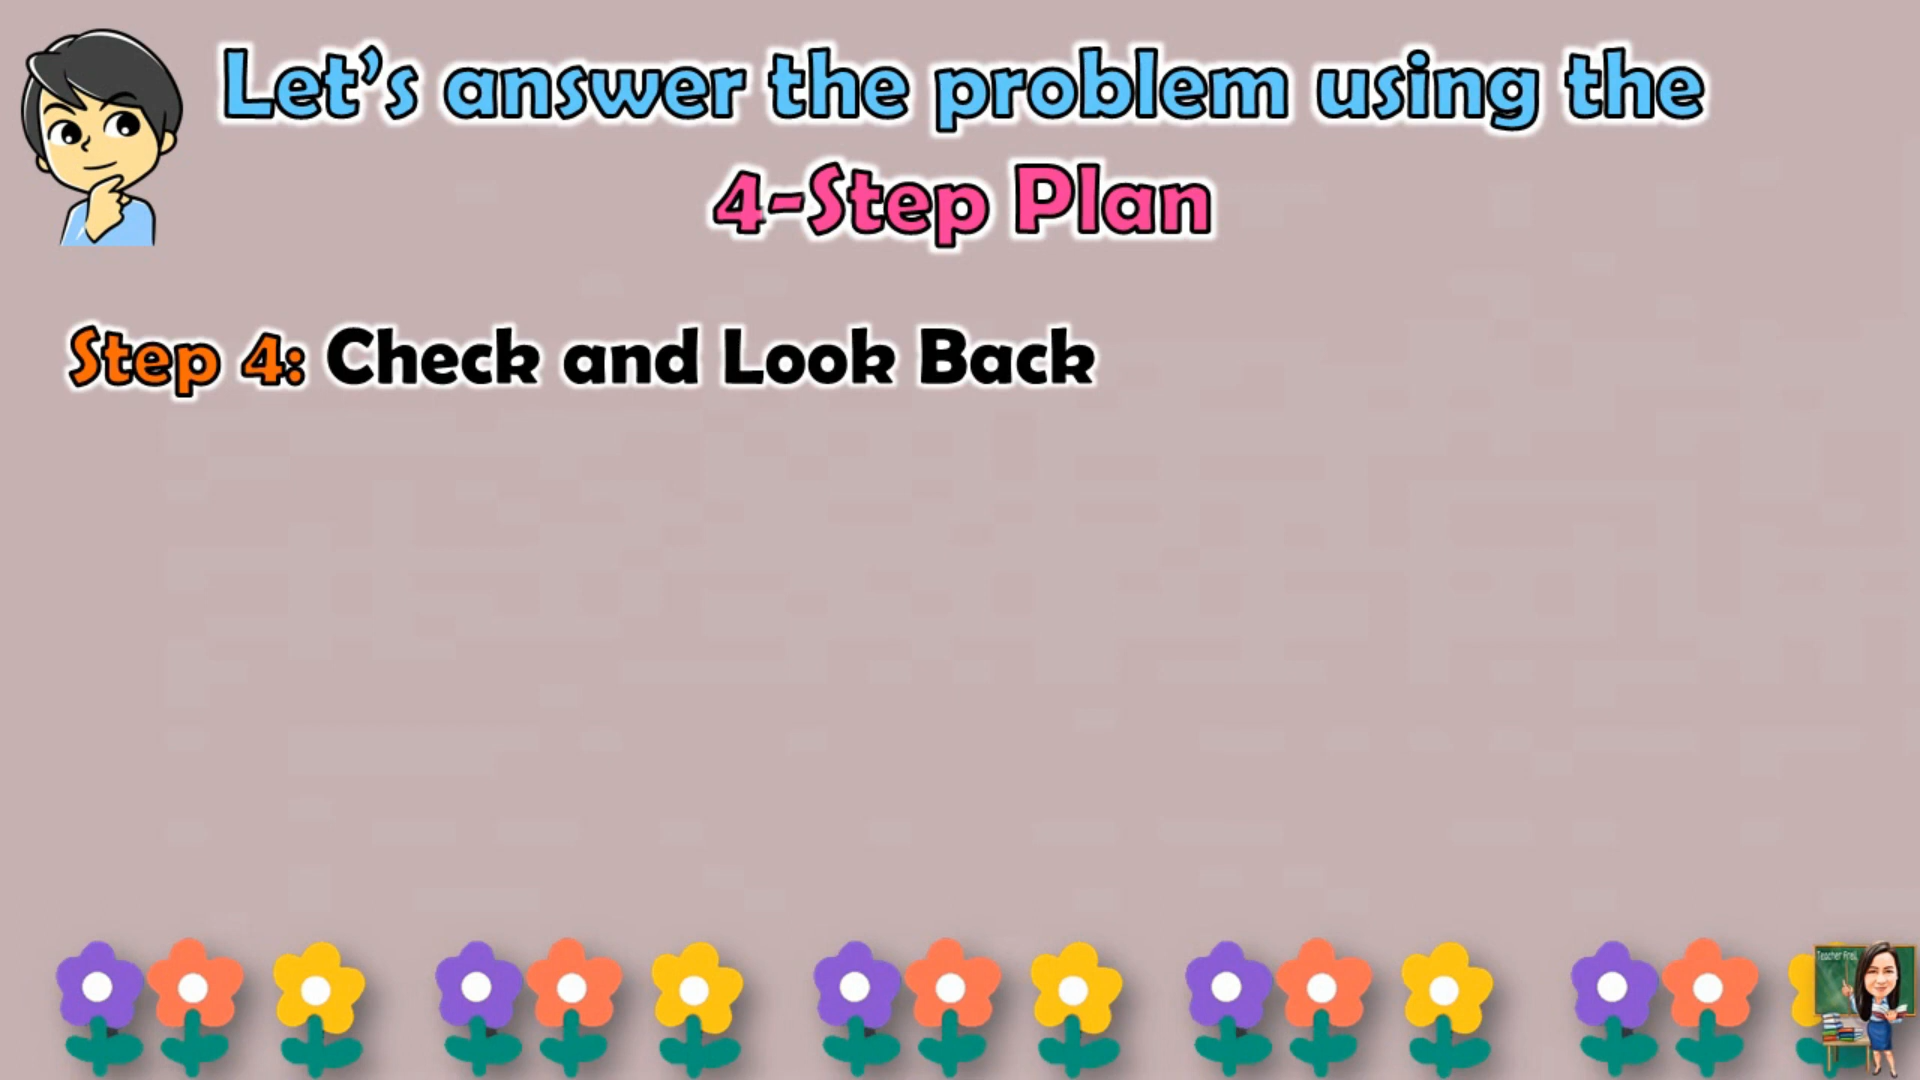 Let's answer the problem using the
4-Step Plan
Step 4: Check and Look Back